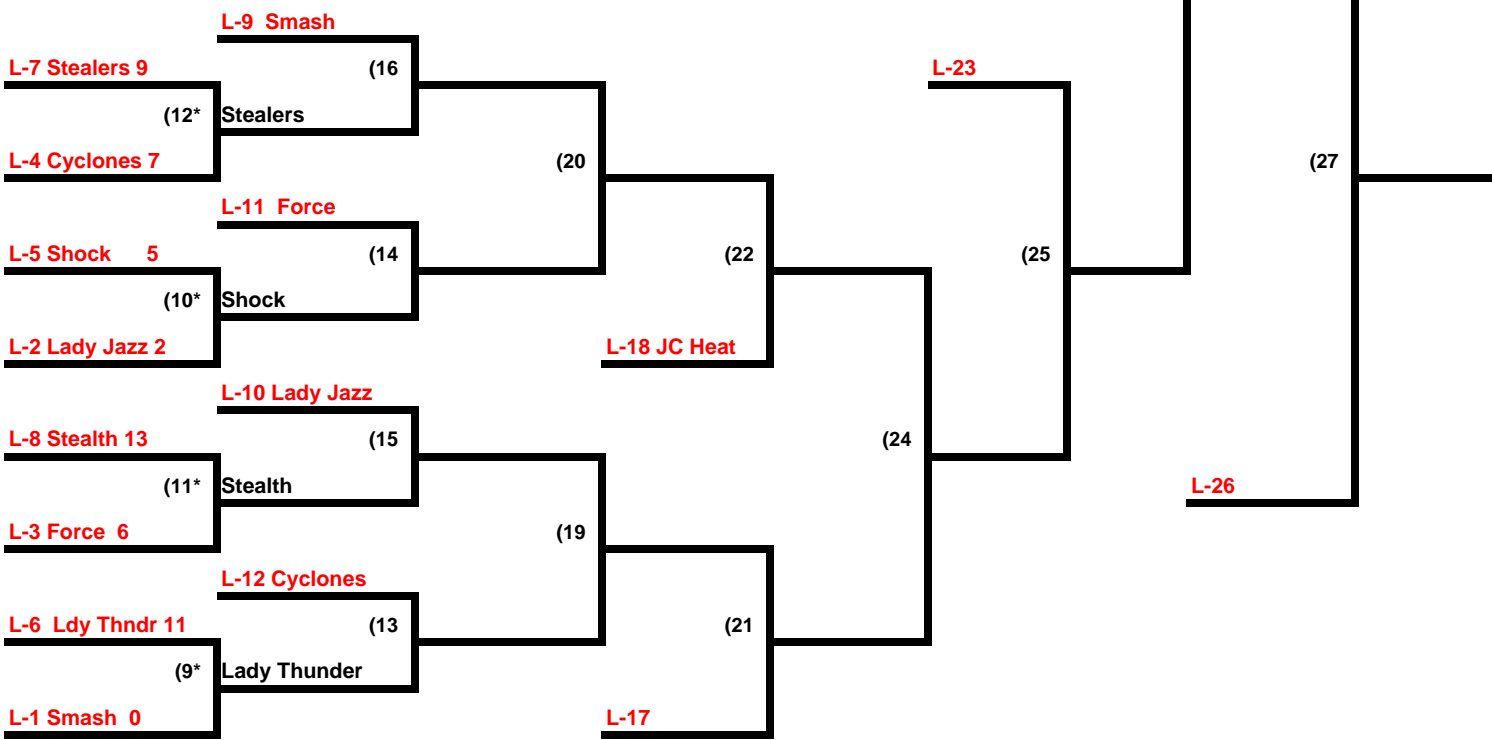 L-9  Smash
L-7 Stealers 9
(16
L-23
(12*
Stealers
L-4 Cyclones 7
(20
(27
L-11  Force
L-5 Shock      5
(14
(22
(25
(10*
Shock
L-2 Lady Jazz 2
L-18 JC Heat
L-10 Lady Jazz
L-8 Stealth 13
(15
(24
(11*
Stealth
L-26
L-3 Force  6
(19
L-12 Cyclones
L-6  Ldy Thndr 11
(13
(21
(9*
Lady Thunder
L-1 Smash  0
L-17